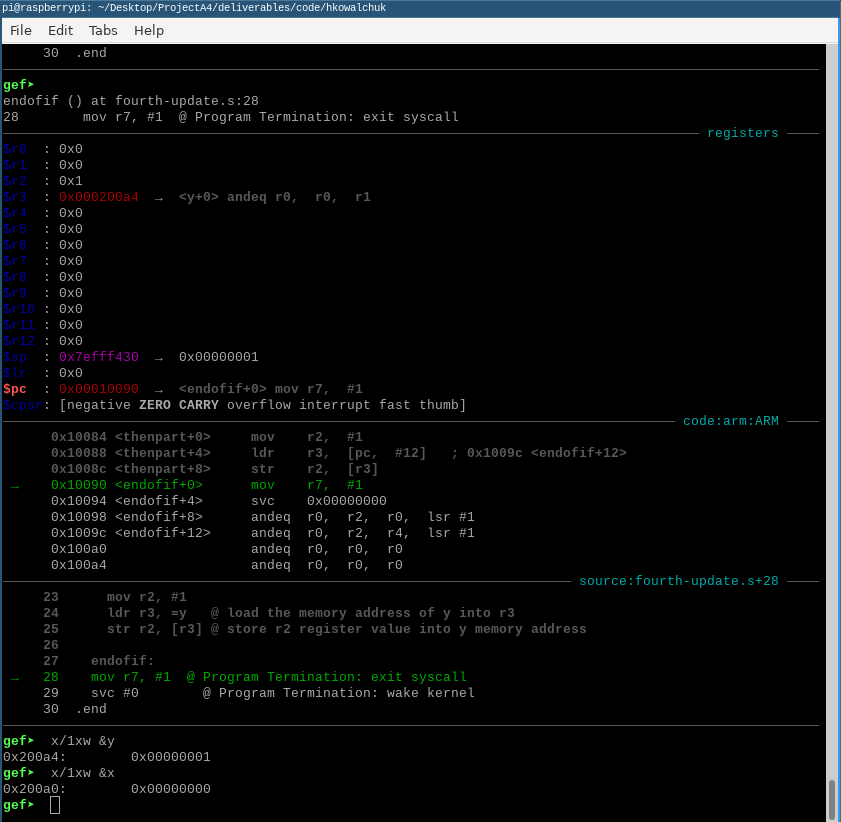 pi@raspberrypi: ~/Desktop/ProjectA4/deliverables/code/hkowalchuk
File Edit Tabs Help
30 .end
gef➤
endofif () at fourth-update.s:28
28 mov r7, #1 @ Program Termination: exit syscall
registers
$r0 : 0x0
$r1 : 0x0
$r2 : 0x1
$r3 : 0x000200a4 → <y+0> andeq r0, r0, r1
$r4 : 0x0
$r5 : 0x0
$r6 : 0x0
$r7 : 0x0
$r8 : 0x0
$r9 : 0x0
$r10 : 0x0
$r11 : 0x0
$r12 : 0x0
$sp : 0x7efff430 → 0x00000001
$lr : 0x0
$pc : 0x00010090 → <endofif+0> mov r7, #1
$cpsr: [negative ZERO CARRY overflow interrupt fast thumb]
code:arm:ARM
0x10084 <thenpart+0> mov r2, #1
0x10088 <thenpart+4> ldr r3, [pc, #12] ; 0x1009c <endofif+12>
0x1008c <thenpart+8> str r2, [r3]
→ 0x10090 <endofif+0> mov r7, #1
0x10094 <endofif+4> svc 0x00000000
0x10098 <endofif+8> andeq r0, r2, r0, lsr #1
0x1009c <endofif+12> andeq r0, r2, r4, lsr #1
0x100a0 andeq r0, r0, r0
0x100a4 andeq r0, r0, r0
source:fourth-update.s+28
23 mov r2, #1
24 ldr r3, =y @ load the memory address of y into r3
25 str r2, [r3] @ store r2 register value into y memory address
26
27 endofif:
→ 28 mov r7, #1 @ Program Termination: exit syscall
29 svc #0 @ Program Termination: wake kernel
30 .end
gef➤ x/1xw &y
0x200a4: 0x00000001
gef➤ x/1xw &x
0x200a0: 0x00000000
gef➤